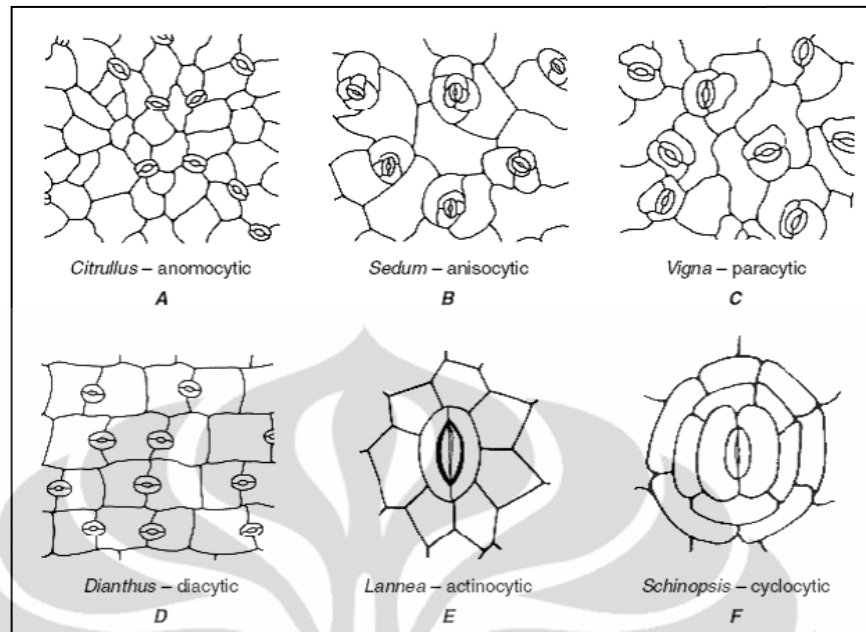 Citrullus – anomocytic
Sedum – anisocytic
Vigna – paracytic
A
B
C
Dianthus – diacytic
Lannea – actinocytic
Schinopsis – cyclocytic
D
E
F